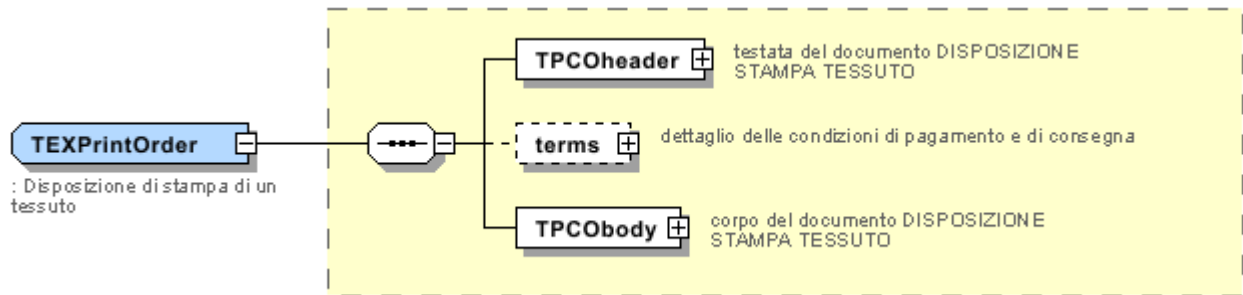 TPCOheader
testata del documento DISPOSIZIONE
STAMPA TESSUTO
TEXPrintOrder
: Disposizione di stampa di un
tessuto
terms
dettaglio delle condizioni di pagamento e di consegna
TPCObody
corpo del documento DISPOSIZIONE
STAMPA TESSUTO